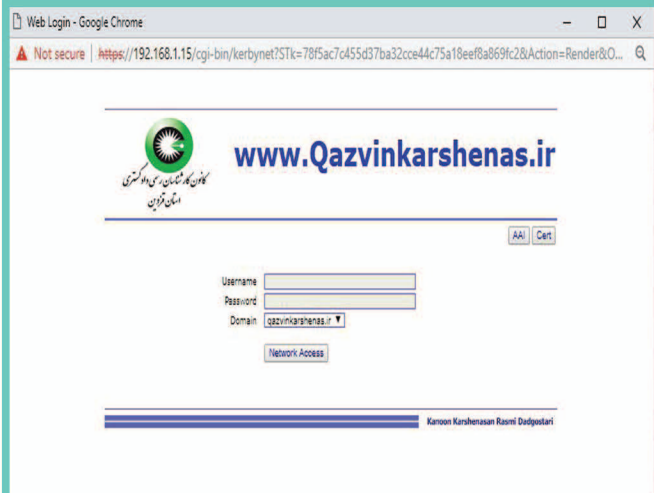 Web Login - Google Chrome
Not secure | https://192.168.1.15/cgi-bin/kerbynet?STk=78f5ac7c455d37ba32cce44c75a18eef8a869fc2&Action=Render&O...
www.Qazvinkarshenas.ir
کانون کارشناسان رسمی دادگستری
استان قزوین
AAI Cert
Username
Password
Domain qazvinkarshenas.ir
Network Access
Kanoon Karshenasan Rasmi Dadgostari